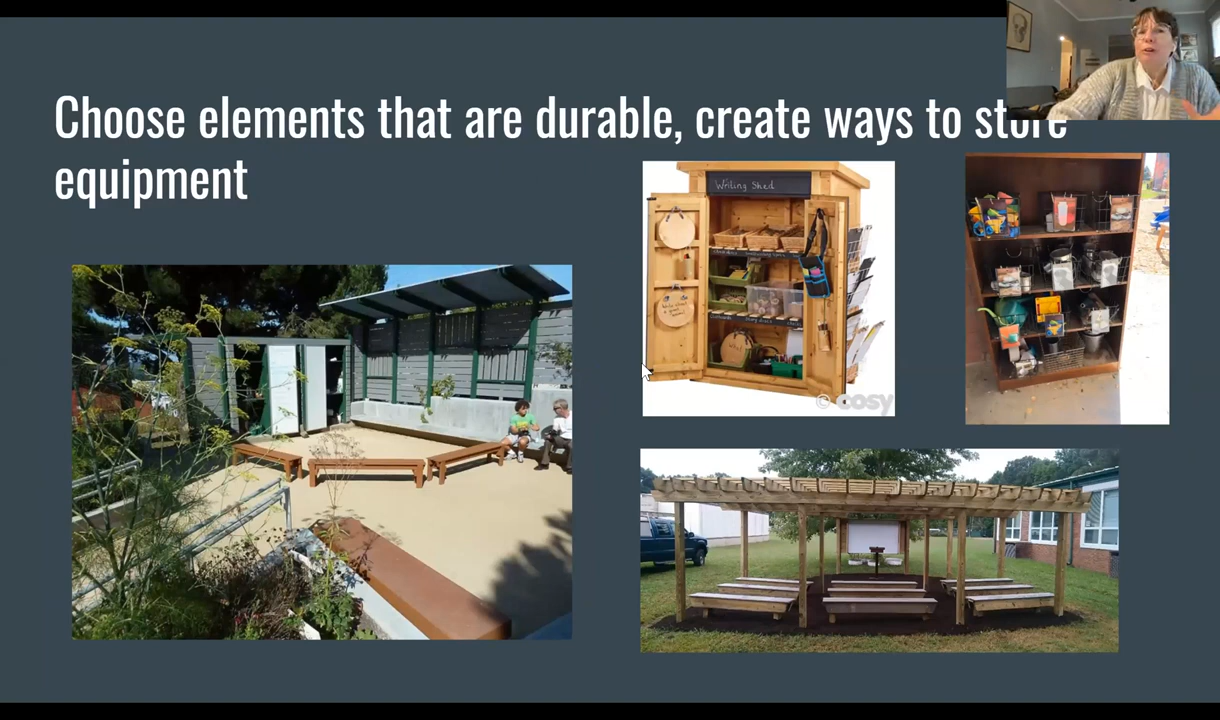 Choose elements that are durable, create ways to store
equipment
Writing Shed
© cosy